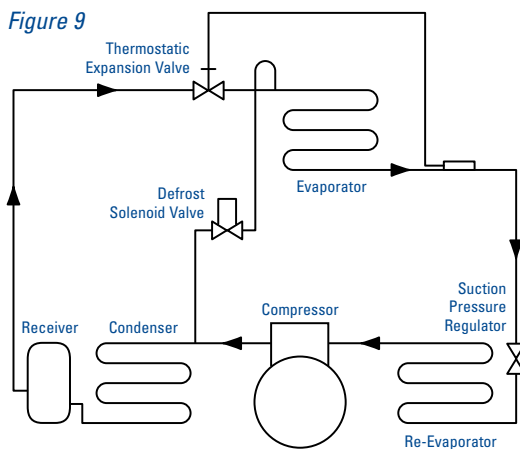 Figure 9
Thermostatic
Expansion Valve
Evaporator
Defrost
Solenoid Valve
Suction
Pressure
Regulator
Compressor
Receiver
Condenser
Re-Evaporator